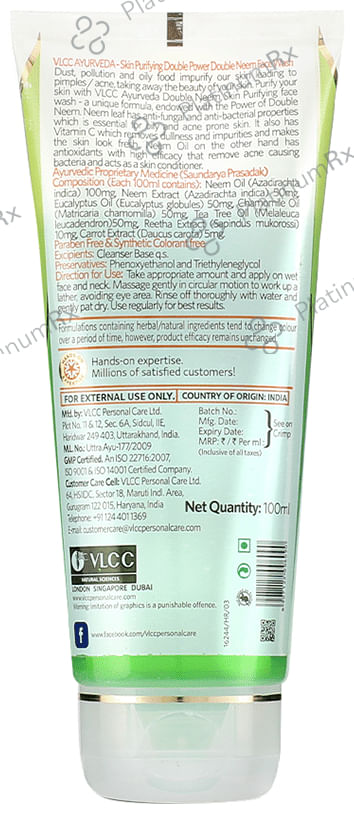 VLCC AYURVEDA - Skin Purifying Double Power Double Neem Face Wash
Dust, pollution and oily food impurify our skin leading to
pimples / acne, taking away the beauty of your skin. Purify your
skin with VLCC Ayurveda Double Neem Skin Purifying face
wash - a unique formula, endowed with the Power of Double
Neem. Neem leaf has anti-fungal and anti-bacterial properties
which is essential for oily and acne prone skin. It also has
Vitamin C which removes dullness and impurities and makes
the skin look fresh. Neem Oil on the other hand has
antioxidants with high efficacy that remove acne causing
bacteria and acts as a skin conditioner.
Ayurvedic Proprietary Medicine (Saundarya Prasadak)
Composition (Each 100ml contains): Neem Oil (Azadirachta
indica) 100mg, Neem Extract (Azadirachta indica) 50mg,
Eucalyptus Oil (Eucalyptus globules) 50mg, Chamomile Oil
(Matricaria chamomilla) 50mg, Tea Tree Oil (Melaleuca
leucadendron)50mg, Reetha Extract (Sapindus mukorossi)
10mg, Carrot Extract (Daucus carota) 5mg
Paraben Free & Synthetic Colorant Free
Excipients: Cleanser Base q.s.
Preservatives: Phenoxyethanol and Triethyleneglycol
Direction for Use: Take appropriate amount and apply on wet
face and neck. Massage gently in circular motion to work up a
lather, avoiding eye area. Rinse off thoroughly with water and
gently pat dry. Use regularly for best results.
Formulations containing herbal/natural ingredients tend to change colour
over a period of time, however, product efficacy remains unchanged.
Hands-on expertise.
Millions of satisfied customers!
FOR EXTERNAL USE ONLY. COUNTRY OF ORIGIN: INDIA
Mfd. by: VLCC Personal Care Ltd.
Plot No. 11 & 12, Sec. 6A, Sidcul, IIE,
Haridwar 249 403, Uttarakhand, India.
M.L. No.: Uttra Ayu-177/2009
GMP Certified. An ISO 22716:2007,
ISO 9001 & ISO 14001 Certified Company.
Customer Care Cell: VLCC Personal Care Ltd.
64, HSIDC, Sector 18, Maruti Indl. Area,
Gurugram 122 015, Haryana, India
Telephone: +91 124 401 1369
E-mail: customercare@vlccpersonalcare.com
Batch No.:
Mfg. Date:
Expiry Date:
MRP: ₹/₹ Per ml:
(Inclusive of all taxes)
See on
Crimp
Net Quantity: 100ml
VLCC
NATURAL SCIENCES
LONDON SINGAPORE DUBAI
www.vlccpersonalcare.com
Warning: Imitation of graphics is a punishable offence.
f
www.facebook.com/vlccpersonalcare
16244/HR/03
PlatinumRx
PlatinumRx